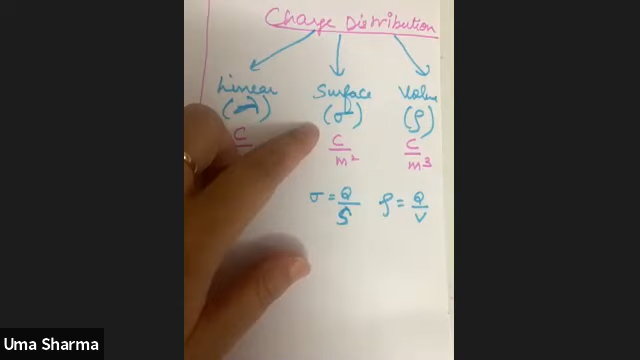 Charge Distribution
Linear Surface Volume
(σ) (ρ)
C C/m² C/m³
σ = Q/S ρ = Q/V
Uma Sharma